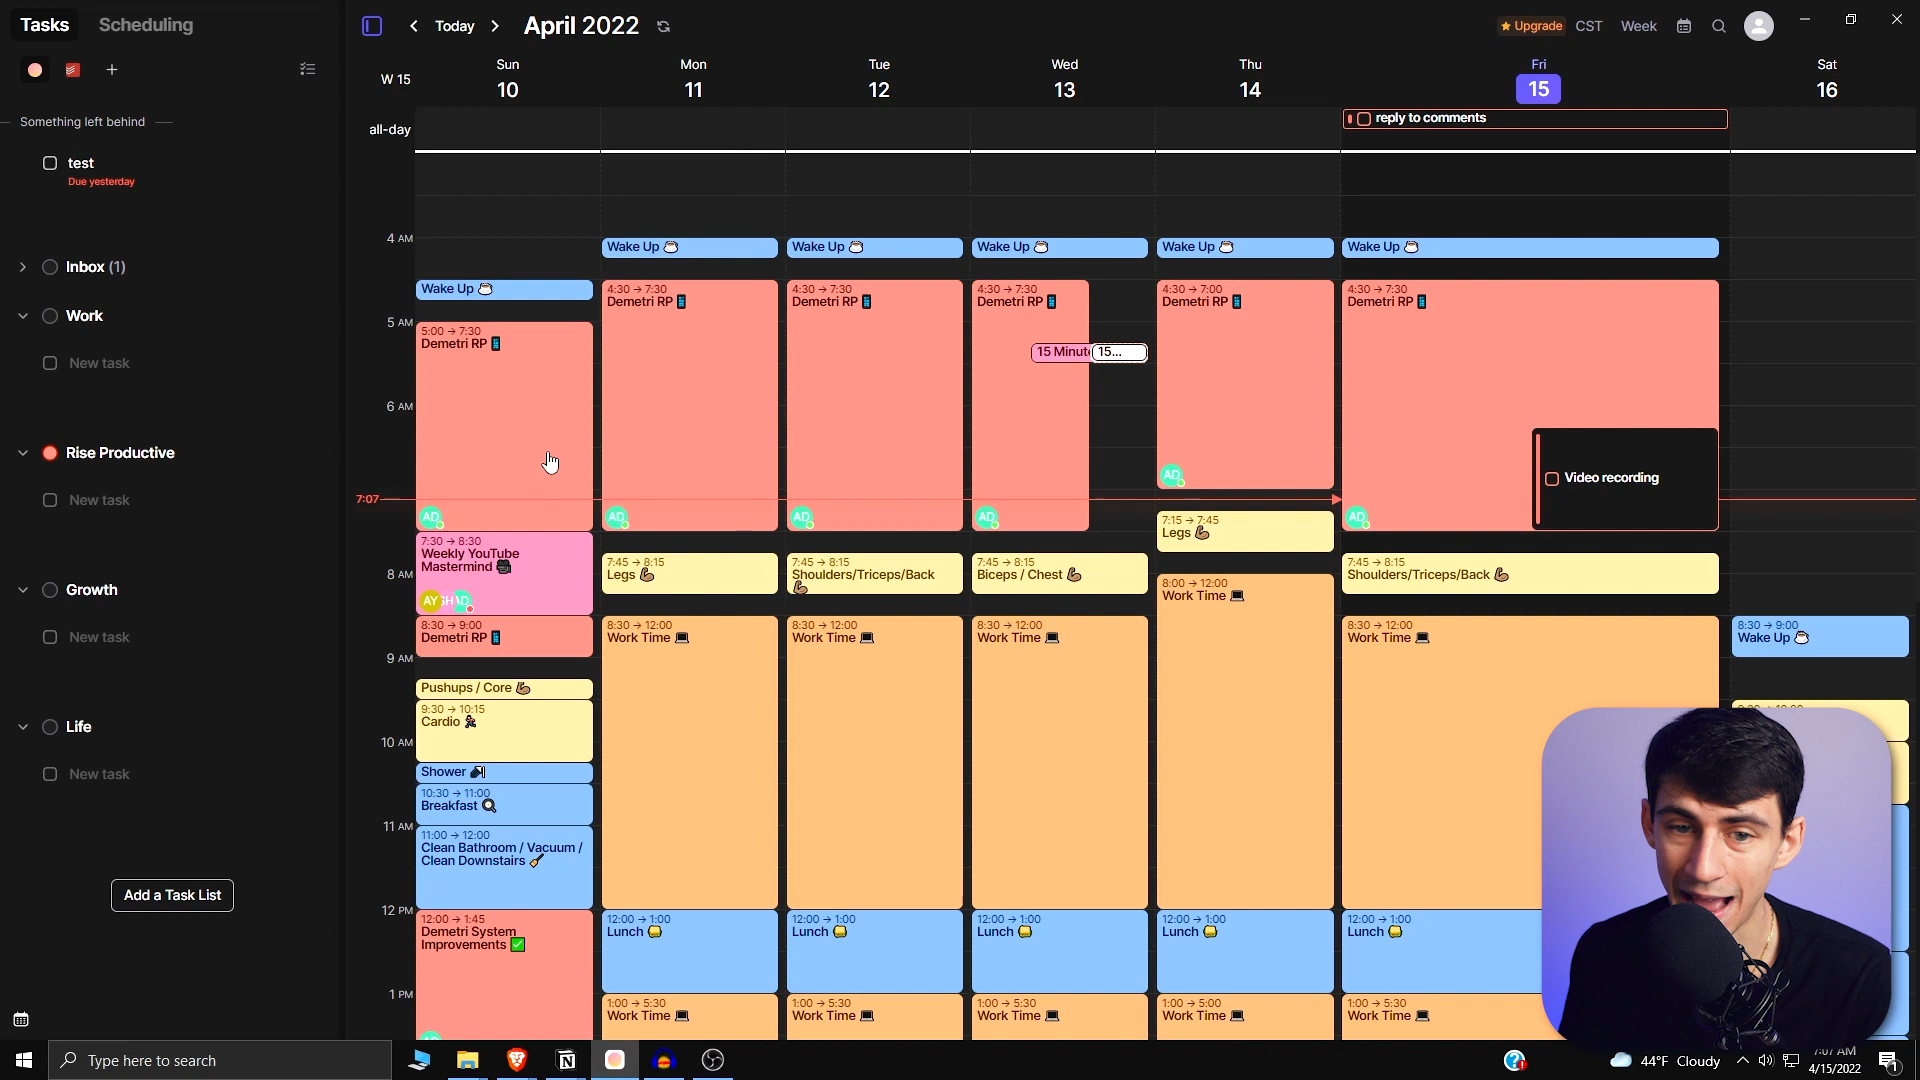 Tasks
Scheduling
Today
April 2022
Upgrade
CST
Week
Something left behind
test
Due yesterday
Inbox (1)
Work
New task
Rise Productive
New task
Growth
New task
Life
New task
Add a Task List
W 15
Sun
10
Mon
11
Tue
12
Wed
13
Thu
14
Fri
15
Sat
16
all-day
reply to comments
4 AM
5 AM
6 AM
7:07
8 AM
9 AM
10 AM
11 AM
12 PM
1 PM
Wake Up
5:00 → 7:30
Demetri RP
AD
7:30 → 8:30
Weekly YouTube
Mastermind
AY
8:30 → 9:00
Demetri RP
Pushups / Core
9:30 → 10:15
Cardio
Shower
10:30 → 11:00
Breakfast
11:00 → 12:00
Clean Bathroom / Vacuum /
Clean Downstairs
12:00 → 1:45
Demetri System
Improvements
Wake Up
4:30 → 7:30
Demetri RP
AD
7:45 → 8:15
Legs
8:30 → 12:00
Work Time
12:00 → 1:00
Lunch
1:00 → 5:30
Work Time
Wake Up
4:30 → 7:30
Demetri RP
AD
7:45 → 8:15
Shoulders/Triceps/Back
8:30 → 12:00
Work Time
12:00 → 1:00
Lunch
1:00 → 5:30
Work Time
Wake Up
4:30 → 7:30
Demetri RP
15 Minut
15...
AD
7:45 → 8:15
Biceps / Chest
8:30 → 12:00
Work Time
12:00 → 1:00
Lunch
1:00 → 5:30
Work Time
Wake Up
4:30 → 7:00
Demetri RP
AD
7:15 → 7:45
Legs
8:00 → 12:00
Work Time
12:00 → 1:00
Lunch
1:00 → 5:00
Work Time
Wake Up
4:30 → 7:30
Demetri RP
Video recording
AD
7:45 → 8:15
Shoulders/Triceps/Back
8:30 → 12:00
Work Time
12:00 → 1:00
Lunch
1:00 → 5:30
Work Time
8:30 → 9:00
Wake Up
Type here to search
44°F Cloudy
7:07 AM
4/15/2022
1